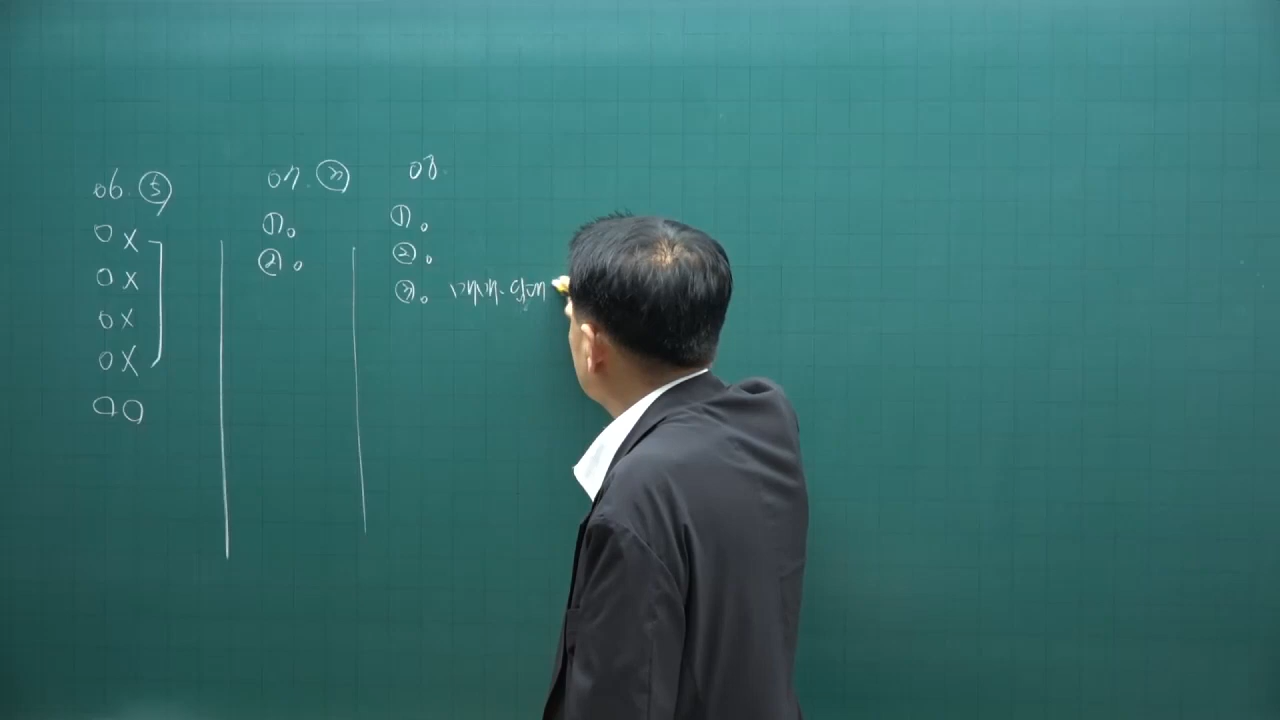 06. ⑤
O X
O X
O X
O X
O O
07. ③
①.
②.
08.
①.
②.
③.